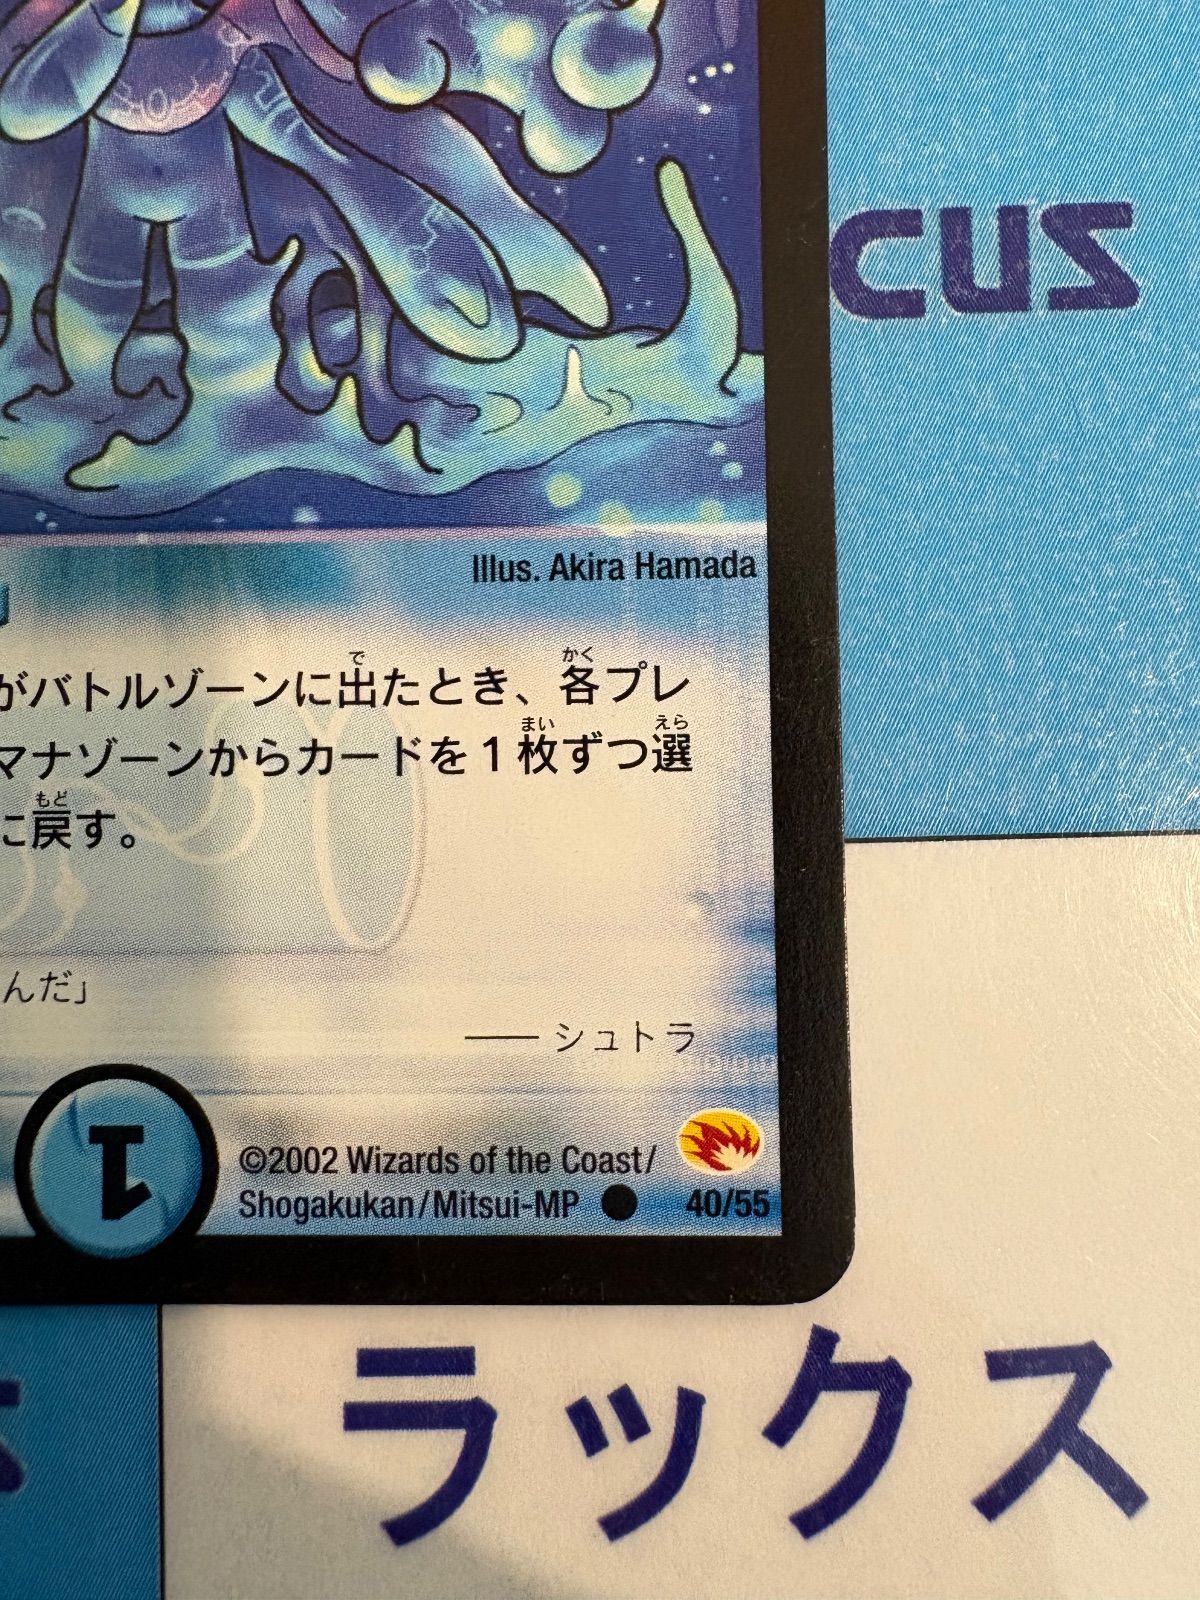 CUS
Illus. Akira Hamada
がバトルゾーンに出たとき、各プレ
マナゾーンからカードを1枚ずつ選
に戻す。
んだ」
── シュトラ
1
©2002 Wizards of the Coast/
Shogakukan/Mitsui-MP ● 40/55
ラックス